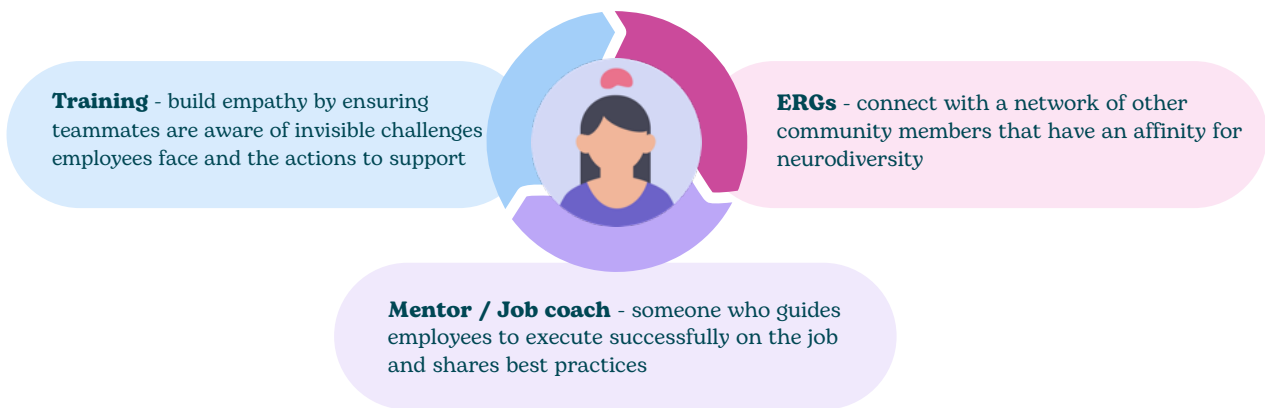 Training - build empathy by ensuring
teammates are aware of invisible challenges
employees face and the actions to support
ERGs - connect with a network of other
community members that have an affinity for
neurodiversity
Mentor / Job coach - someone who guides
employees to execute successfully on the job
and shares best practices